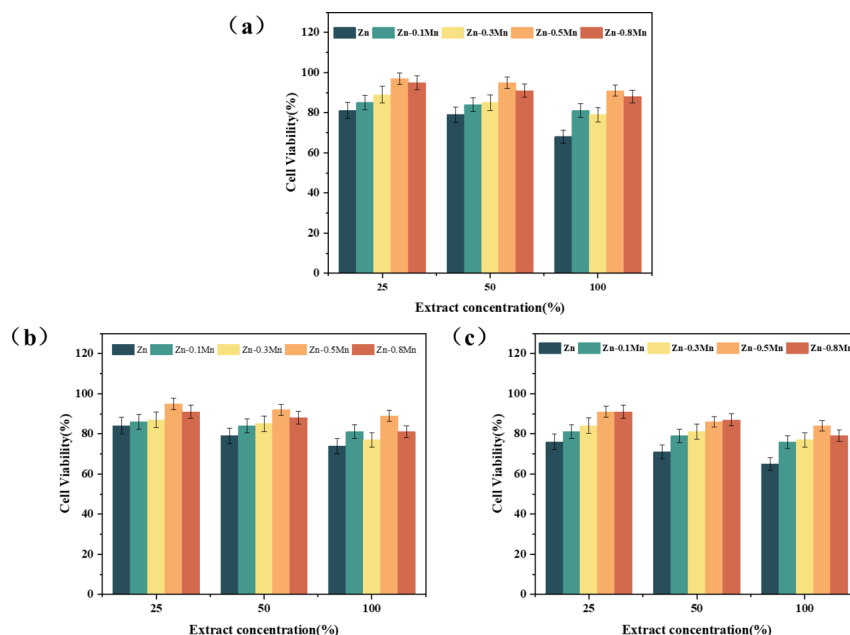 (a)
Zn Zn-0.1Mn Zn-0.3Mn Zn-0.5Mn Zn-0.8Mn
120
100
80
60
40
20
0
Cell Viability(%)
25 50 100
Extract concentration(%)
(b)
Zn Zn-0.1Mn Zn-0.3Mn Zn-0.5Mn Zn-0.8Mn
120
100
80
60
40
20
0
Cell Viability(%)
25 50 100
Extract concentration(%)
(c)
Zn Zn-0.1Mn Zn-0.3Mn Zn-0.5Mn Zn-0.8Mn
120
100
80
60
40
20
0
Cell Viability(%)
25 50 100
Extract concentration(%)